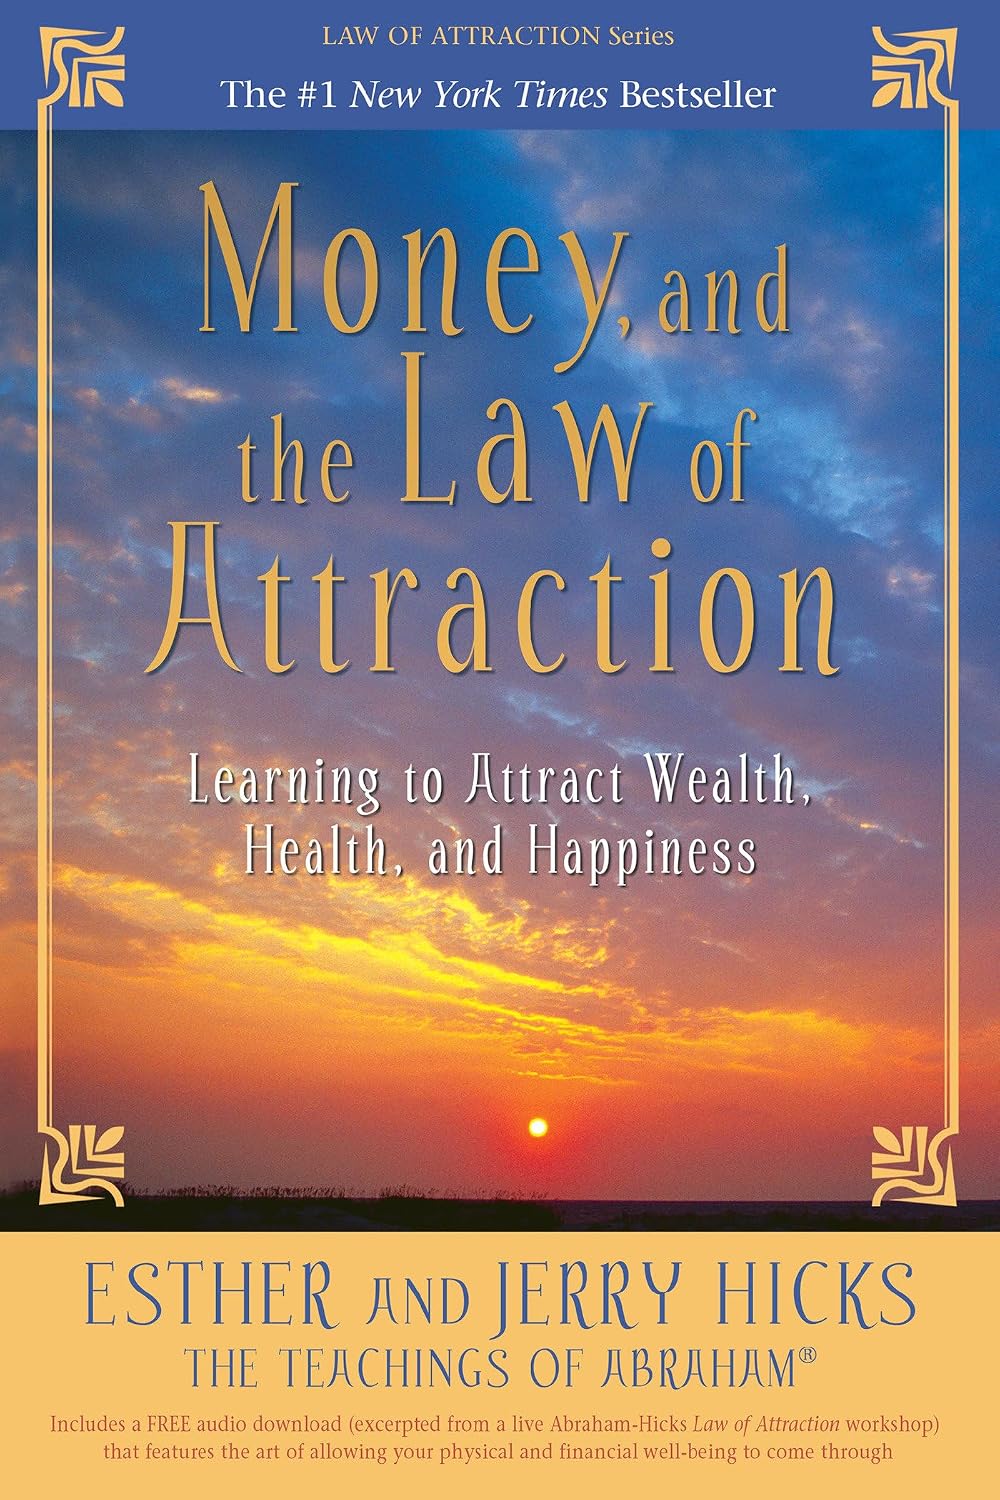 LAW OF ATTRACTION Series
The #1 New York Times Bestseller
Money, and
the Law of
Attraction
Learning to Attract Wealth,
Health, and Happiness
ESTHER AND JERRY HICKS
THE TEACHINGS OF ABRAHAM®
Includes a FREE audio download (excerpted from a live Abraham-Hicks Law of Attraction workshop)
that features the art of allowing your physical and financial well-being to come through